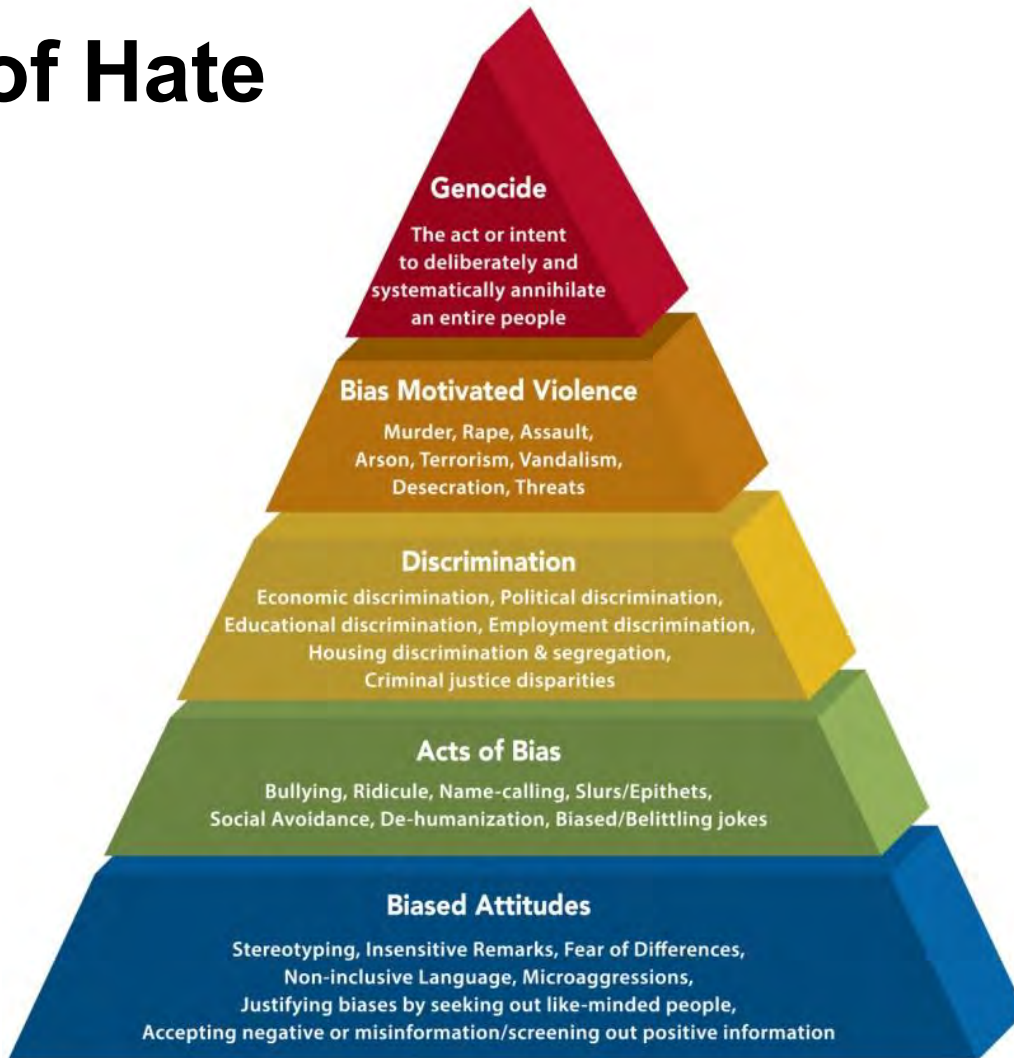 of Hate
Genocide
The act or intent
to deliberately and
systematically annihilate
an entire people
Bias Motivated Violence
Murder, Rape, Assault,
Arson, Terrorism, Vandalism,
Desecration, Threats
Discrimination
Economic discrimination, Political discrimination,
Educational discrimination, Employment discrimination,
Housing discrimination & segregation,
Criminal justice disparities
Acts of Bias
Bullying, Ridicule, Name-calling, Slurs/Epithets,
Social Avoidance, De-humanization, Biased/Belittling jokes
Biased Attitudes
Stereotyping, Insensitive Remarks, Fear of Differences,
Non-inclusive Language, Microaggressions,
Justifying biases by seeking out like-minded people,
Accepting negative or misinformation/screening out positive information